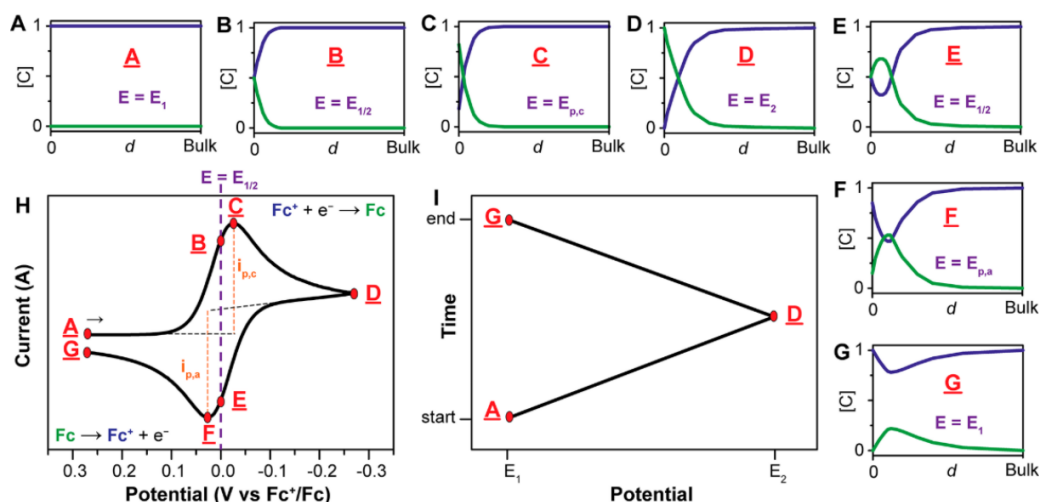 A
1
[C]
0
A
E = E1
0 d Bulk
B
1
0
B
E = E1/2
0 d Bulk
C
1
0
C
E = Ep,c
0 d Bulk
D
1
0
D
E = E2
0 d Bulk
E
1
[C]
0
E
E = E1/2
0 d Bulk
H
E = E1/2
Fc+ + e− → Fc
C
B
ip,c
D
A →
G
ip,a
E
F
Fc → Fc+ + e−
Current (A)
0.3 0.2 0.1 0.0 -0.1 -0.2 -0.3
Potential (V vs Fc+/Fc)
I
end
G
Time
D
start
A
E1 E2
Potential
F
1
[C]
0
F
E = Ep,a
0 d Bulk
G
1
[C]
0
G
E = E1
0 d Bulk